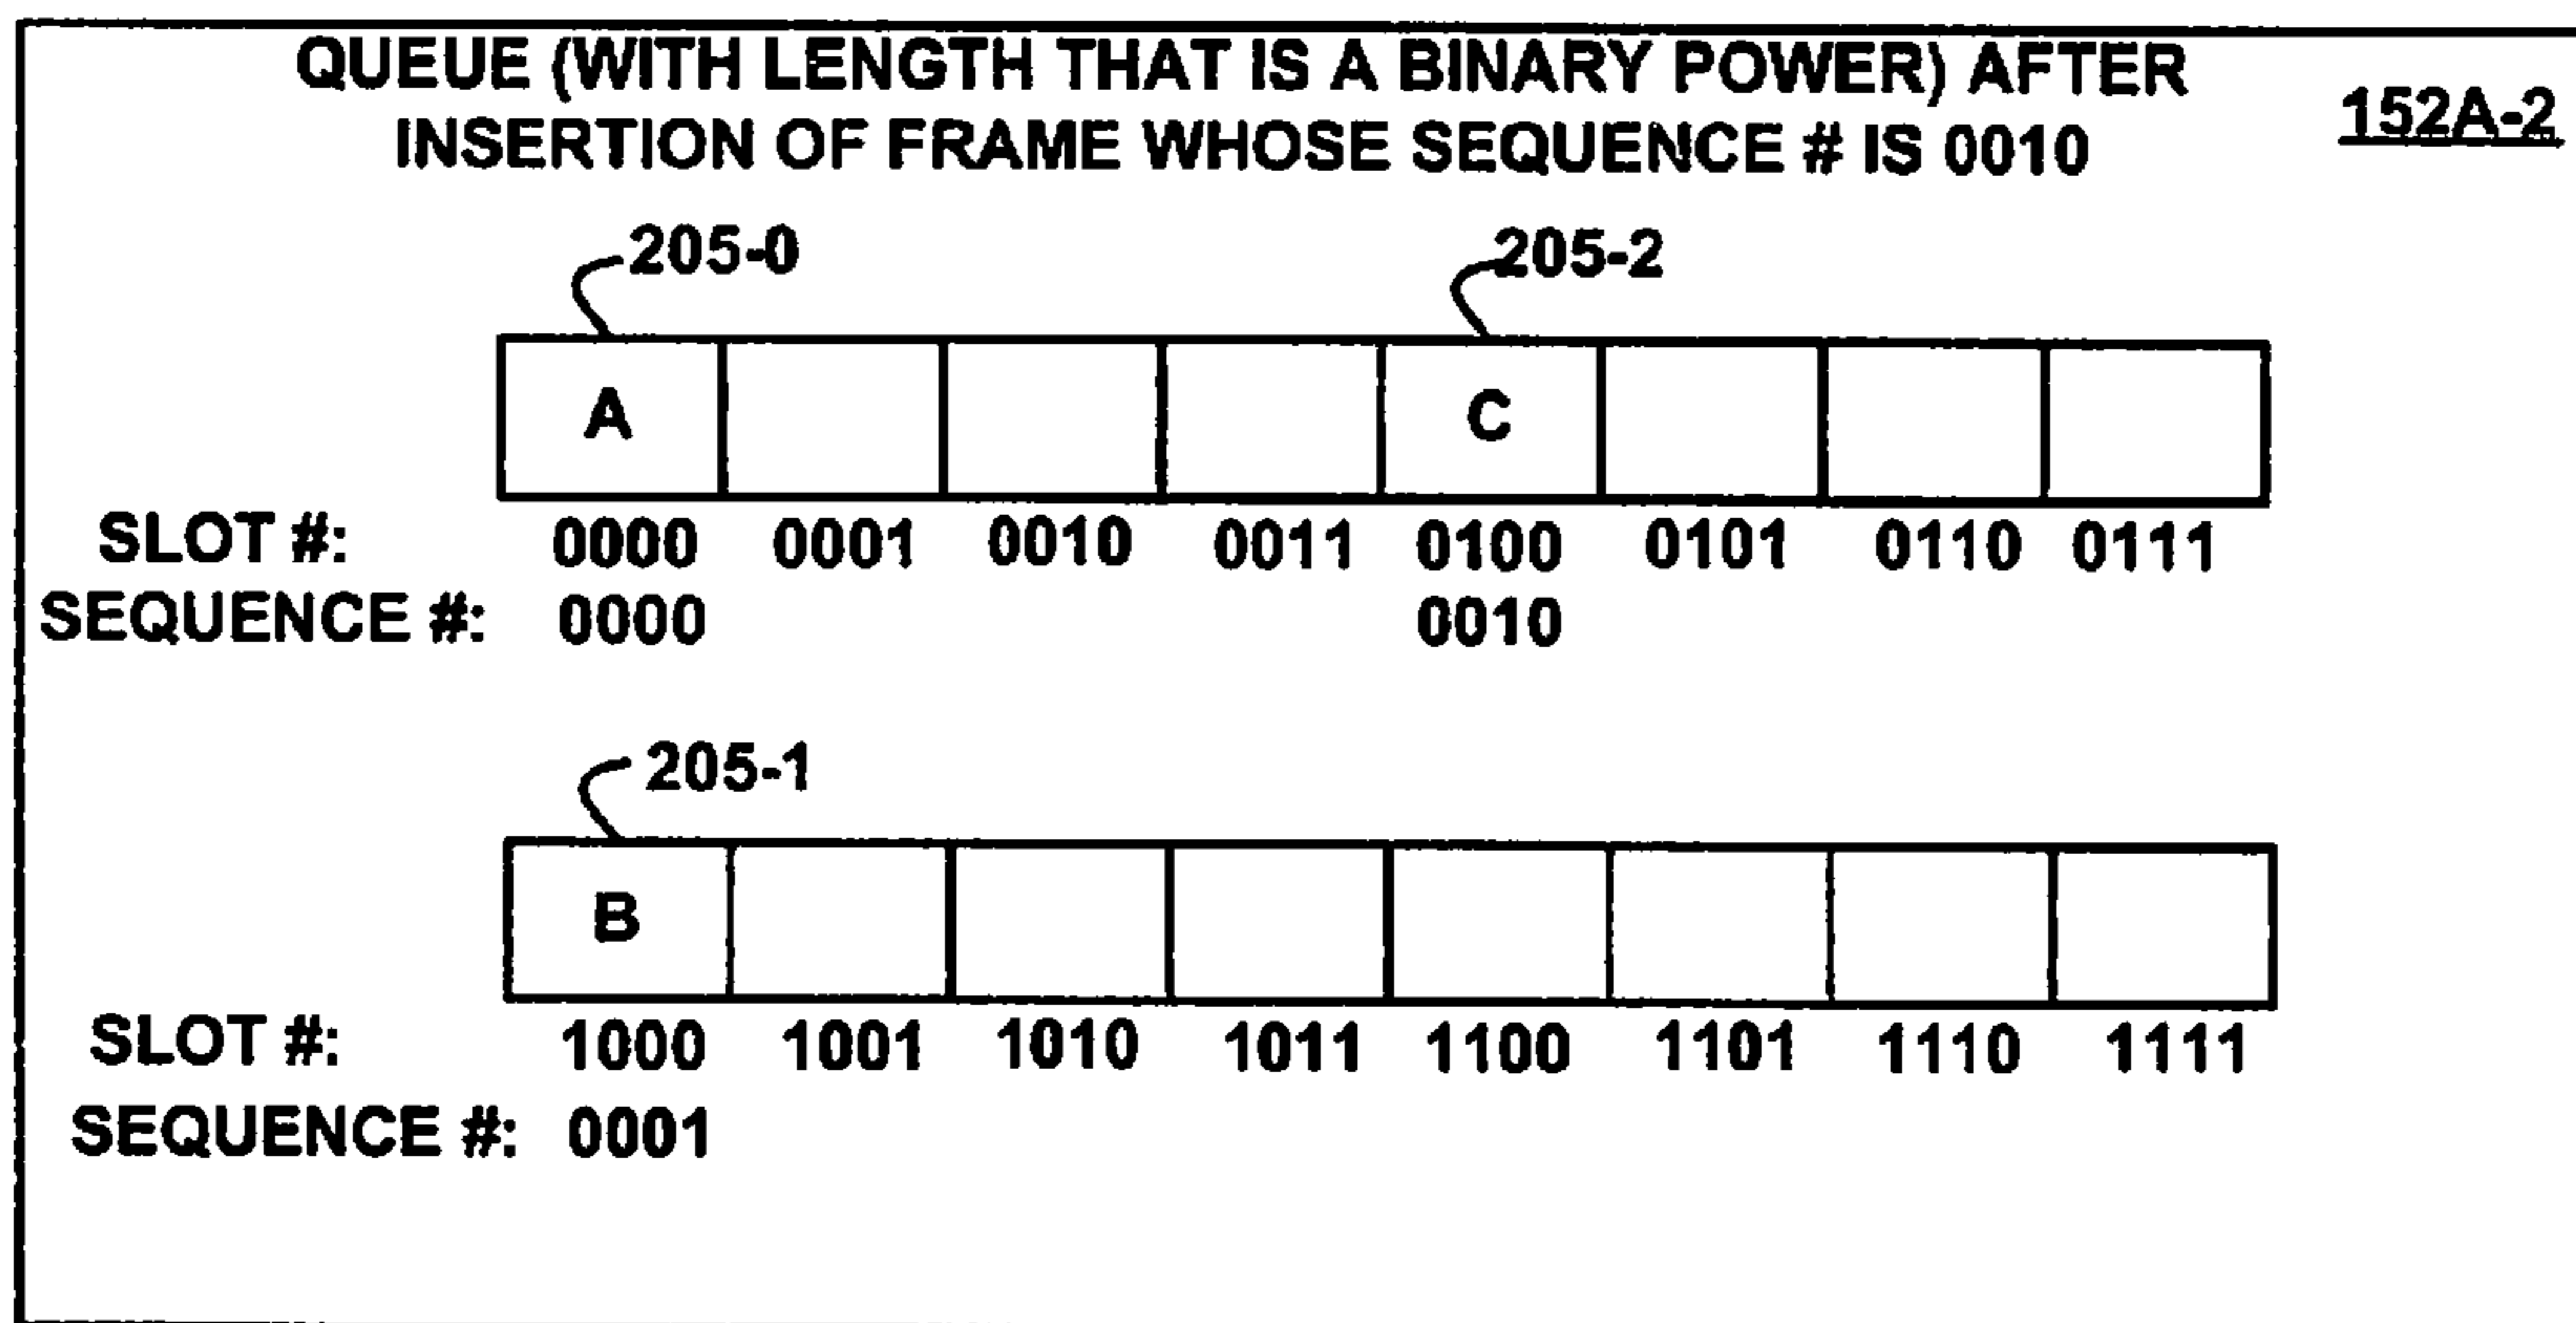 QUEUE (WITH LENGTH THAT IS A BINARY POWER) AFTER
INSERTION OF FRAME WHOSE SEQUENCE # IS 0010
152A-2
205-0 205-2
A C
SLOT #: 0000 0001 0010 0011 0100 0101 0110 0111
SEQUENCE #: 0000 0010
205-1
B
SLOT #: 1000 1001 1010 1011 1100 1101 1110 1111
SEQUENCE #: 0001